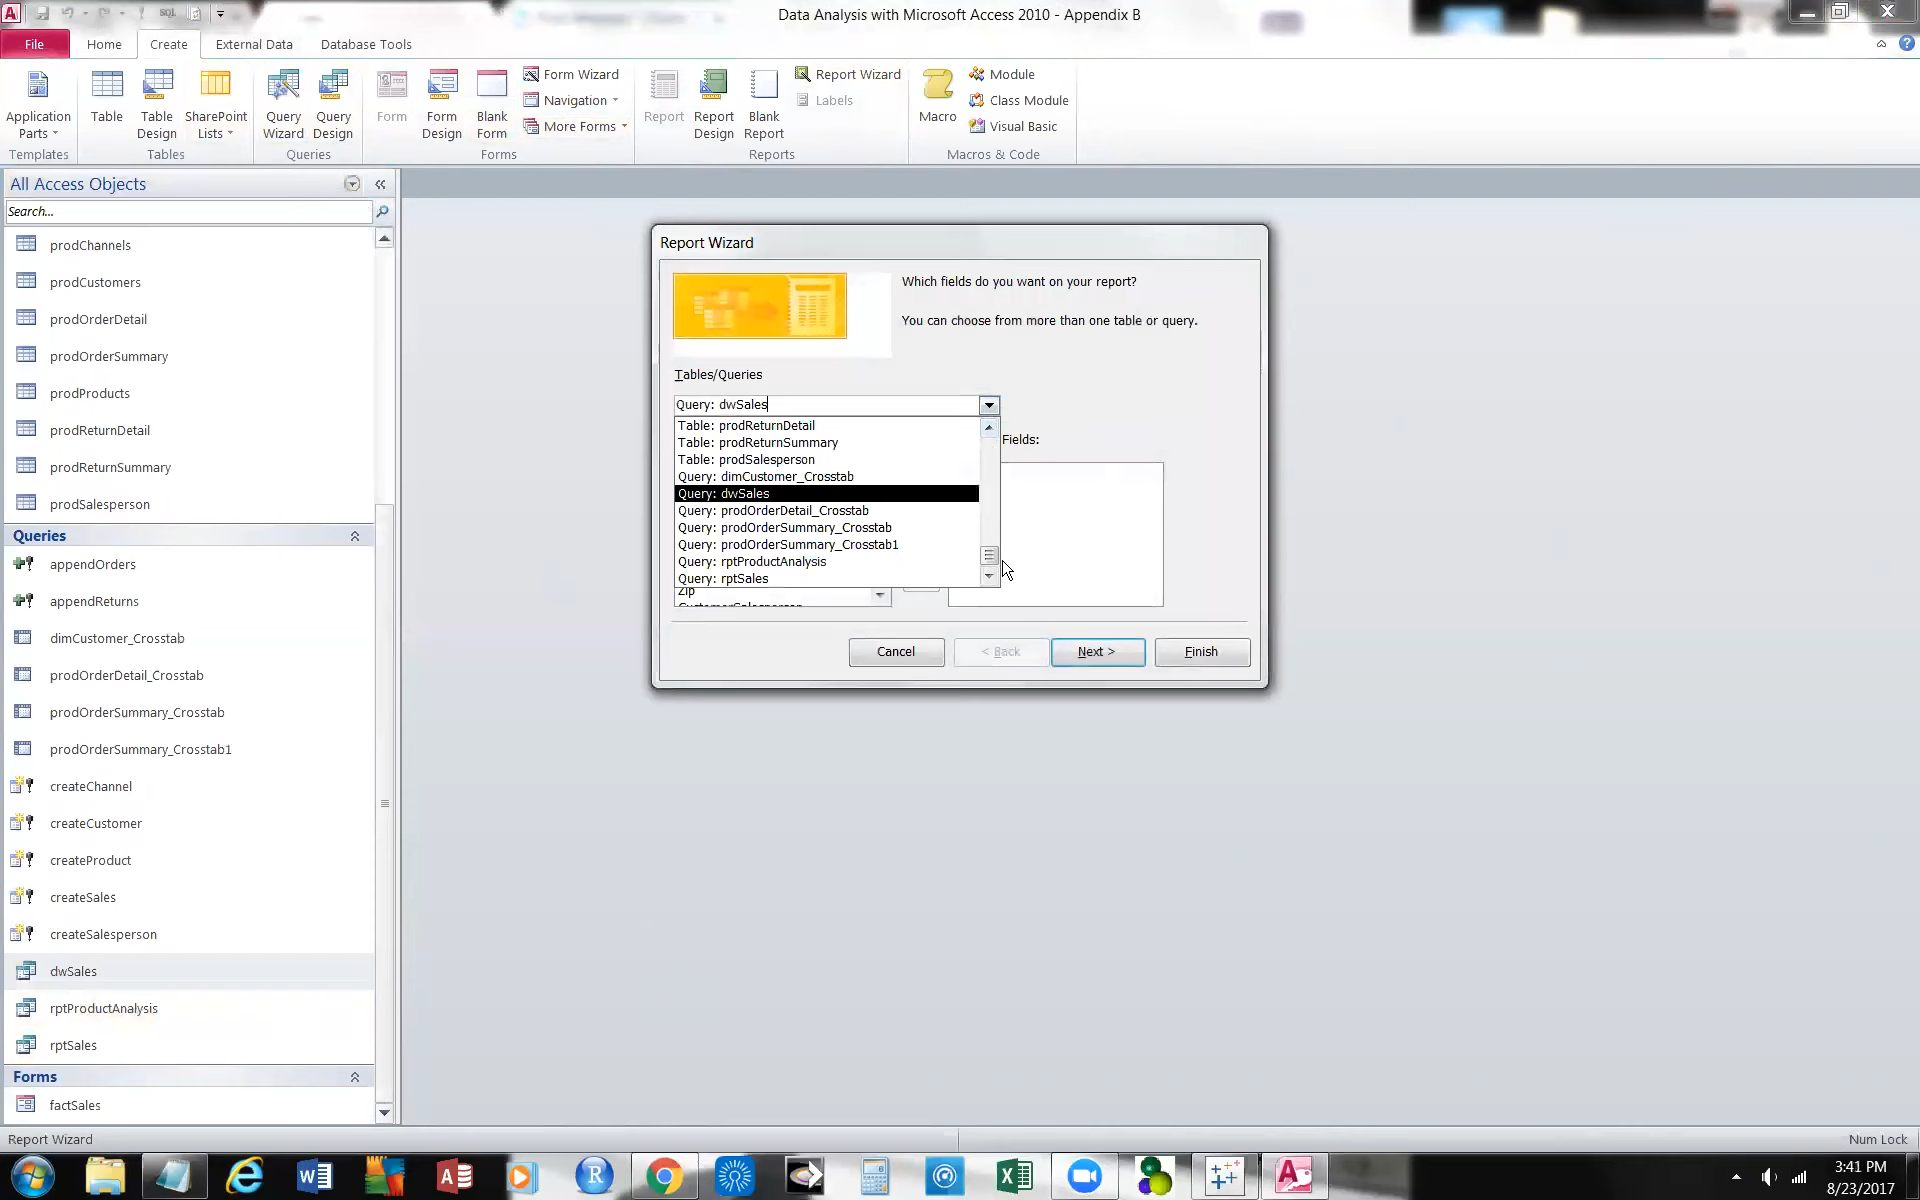 SQL
Data Analysis with Microsoft Access 2010 - Appendix B
File
Home
Create
External Data
Database Tools
Application Parts
Table
Table Design
SharePoint Lists
Query Wizard
Query Design
Form
Form Design
Blank Form
Form Wizard
Navigation
More Forms
Report
Report Design
Blank Report
Report Wizard
Labels
Macro
Module
Class Module
Visual Basic
Templates
Tables
Queries
Forms
Reports
Macros & Code
All Access Objects
Search...
prodChannels
prodCustomers
prodOrderDetail
prodOrderSummary
prodProducts
prodReturnDetail
prodReturnSummary
prodSalesperson
Queries
appendOrders
appendReturns
dimCustomer_Crosstab
prodOrderDetail_Crosstab
prodOrderSummary_Crosstab
prodOrderSummary_Crosstab1
createChannel
createCustomer
createProduct
createSales
createSalesperson
dwSales
rptProductAnalysis
rptSales
Forms
factSales
Report Wizard
Which fields do you want on your report?
You can choose from more than one table or query.
Tables/Queries
Query: dwSales
Table: prodReturnDetail
Table: prodReturnSummary
Table: prodSalesperson
Query: dimCustomer_Crosstab
Query: dwSales
Query: prodOrderDetail_Crosstab
Query: prodOrderSummary_Crosstab
Query: prodOrderSummary_Crosstab1
Query: rptProductAnalysis
Query: rptSales
Fields:
Zip
CustomerSalesperson
Cancel
< Back
Next >
Finish
Report Wizard
Num Lock
3:41 PM
8/23/2017